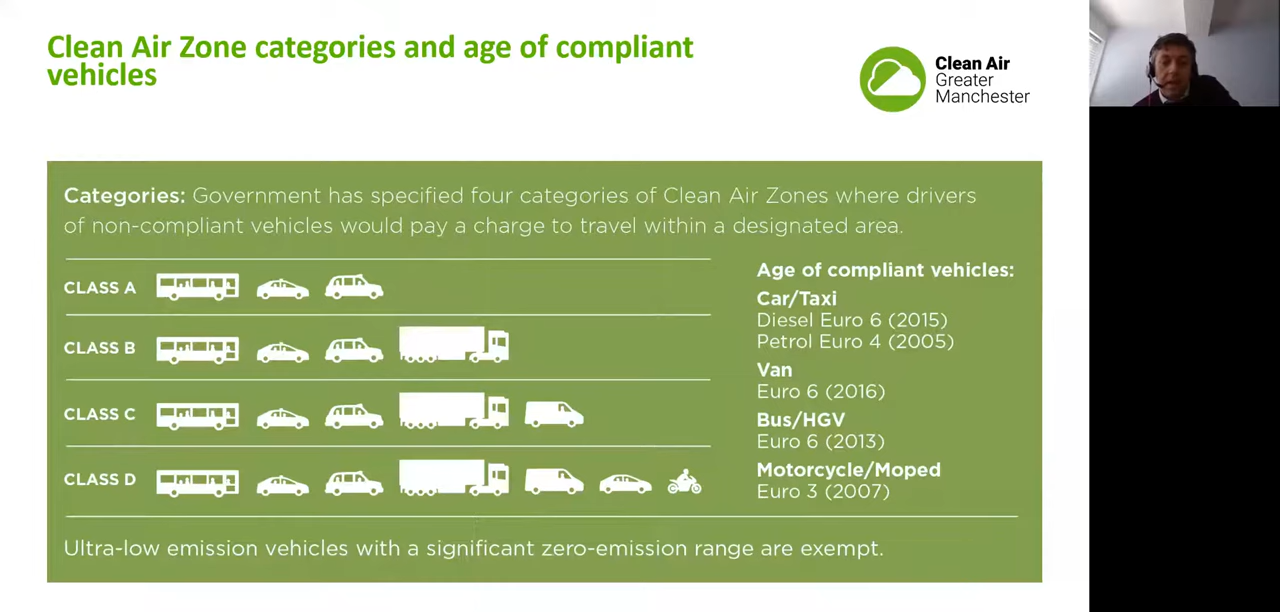 Clean Air Zone categories and age of compliant
vehicles
Clean Air
Greater
Manchester
Categories: Government has specified four categories of Clean Air Zones where drivers
of non-compliant vehicles would pay a charge to travel within a designated area.
CLASS A
CLASS B
CLASS C
CLASS D
Age of compliant vehicles:
Car/Taxi
Diesel Euro 6 (2015)
Petrol Euro 4 (2005)
Van
Euro 6 (2016)
Bus/HGV
Euro 6 (2013)
Motorcycle/Moped
Euro 3 (2007)
Ultra-low emission vehicles with a significant zero-emission range are exempt.